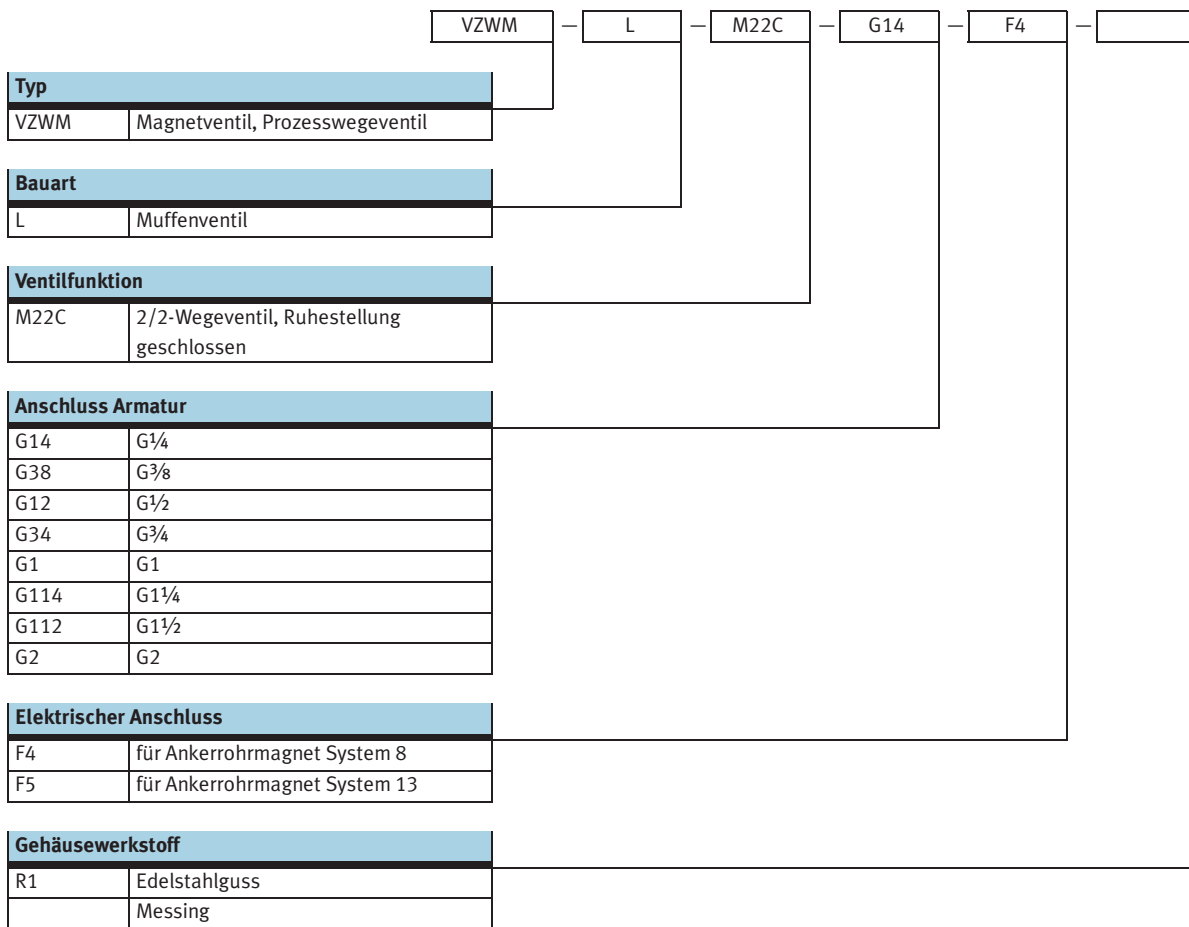 VZWM — L — M22C — G14 — F4 —
Typ
VZWM Magnetventil, Prozesswegeventil
Bauart
L Muffenventil
Ventilfunktion
M22C 2/2-Wegeventil, Ruhestellung
geschlossen
Anschluss Armatur
G14 G¼
G38 G⅜
G12 G½
G34 G¾
G1 G1
G114 G1¼
G112 G1½
G2 G2
Elektrischer Anschluss
F4 für Ankerrohrmagnet System 8
F5 für Ankerrohrmagnet System 13
Gehäusewerkstoff
R1 Edelstahlguss
Messing